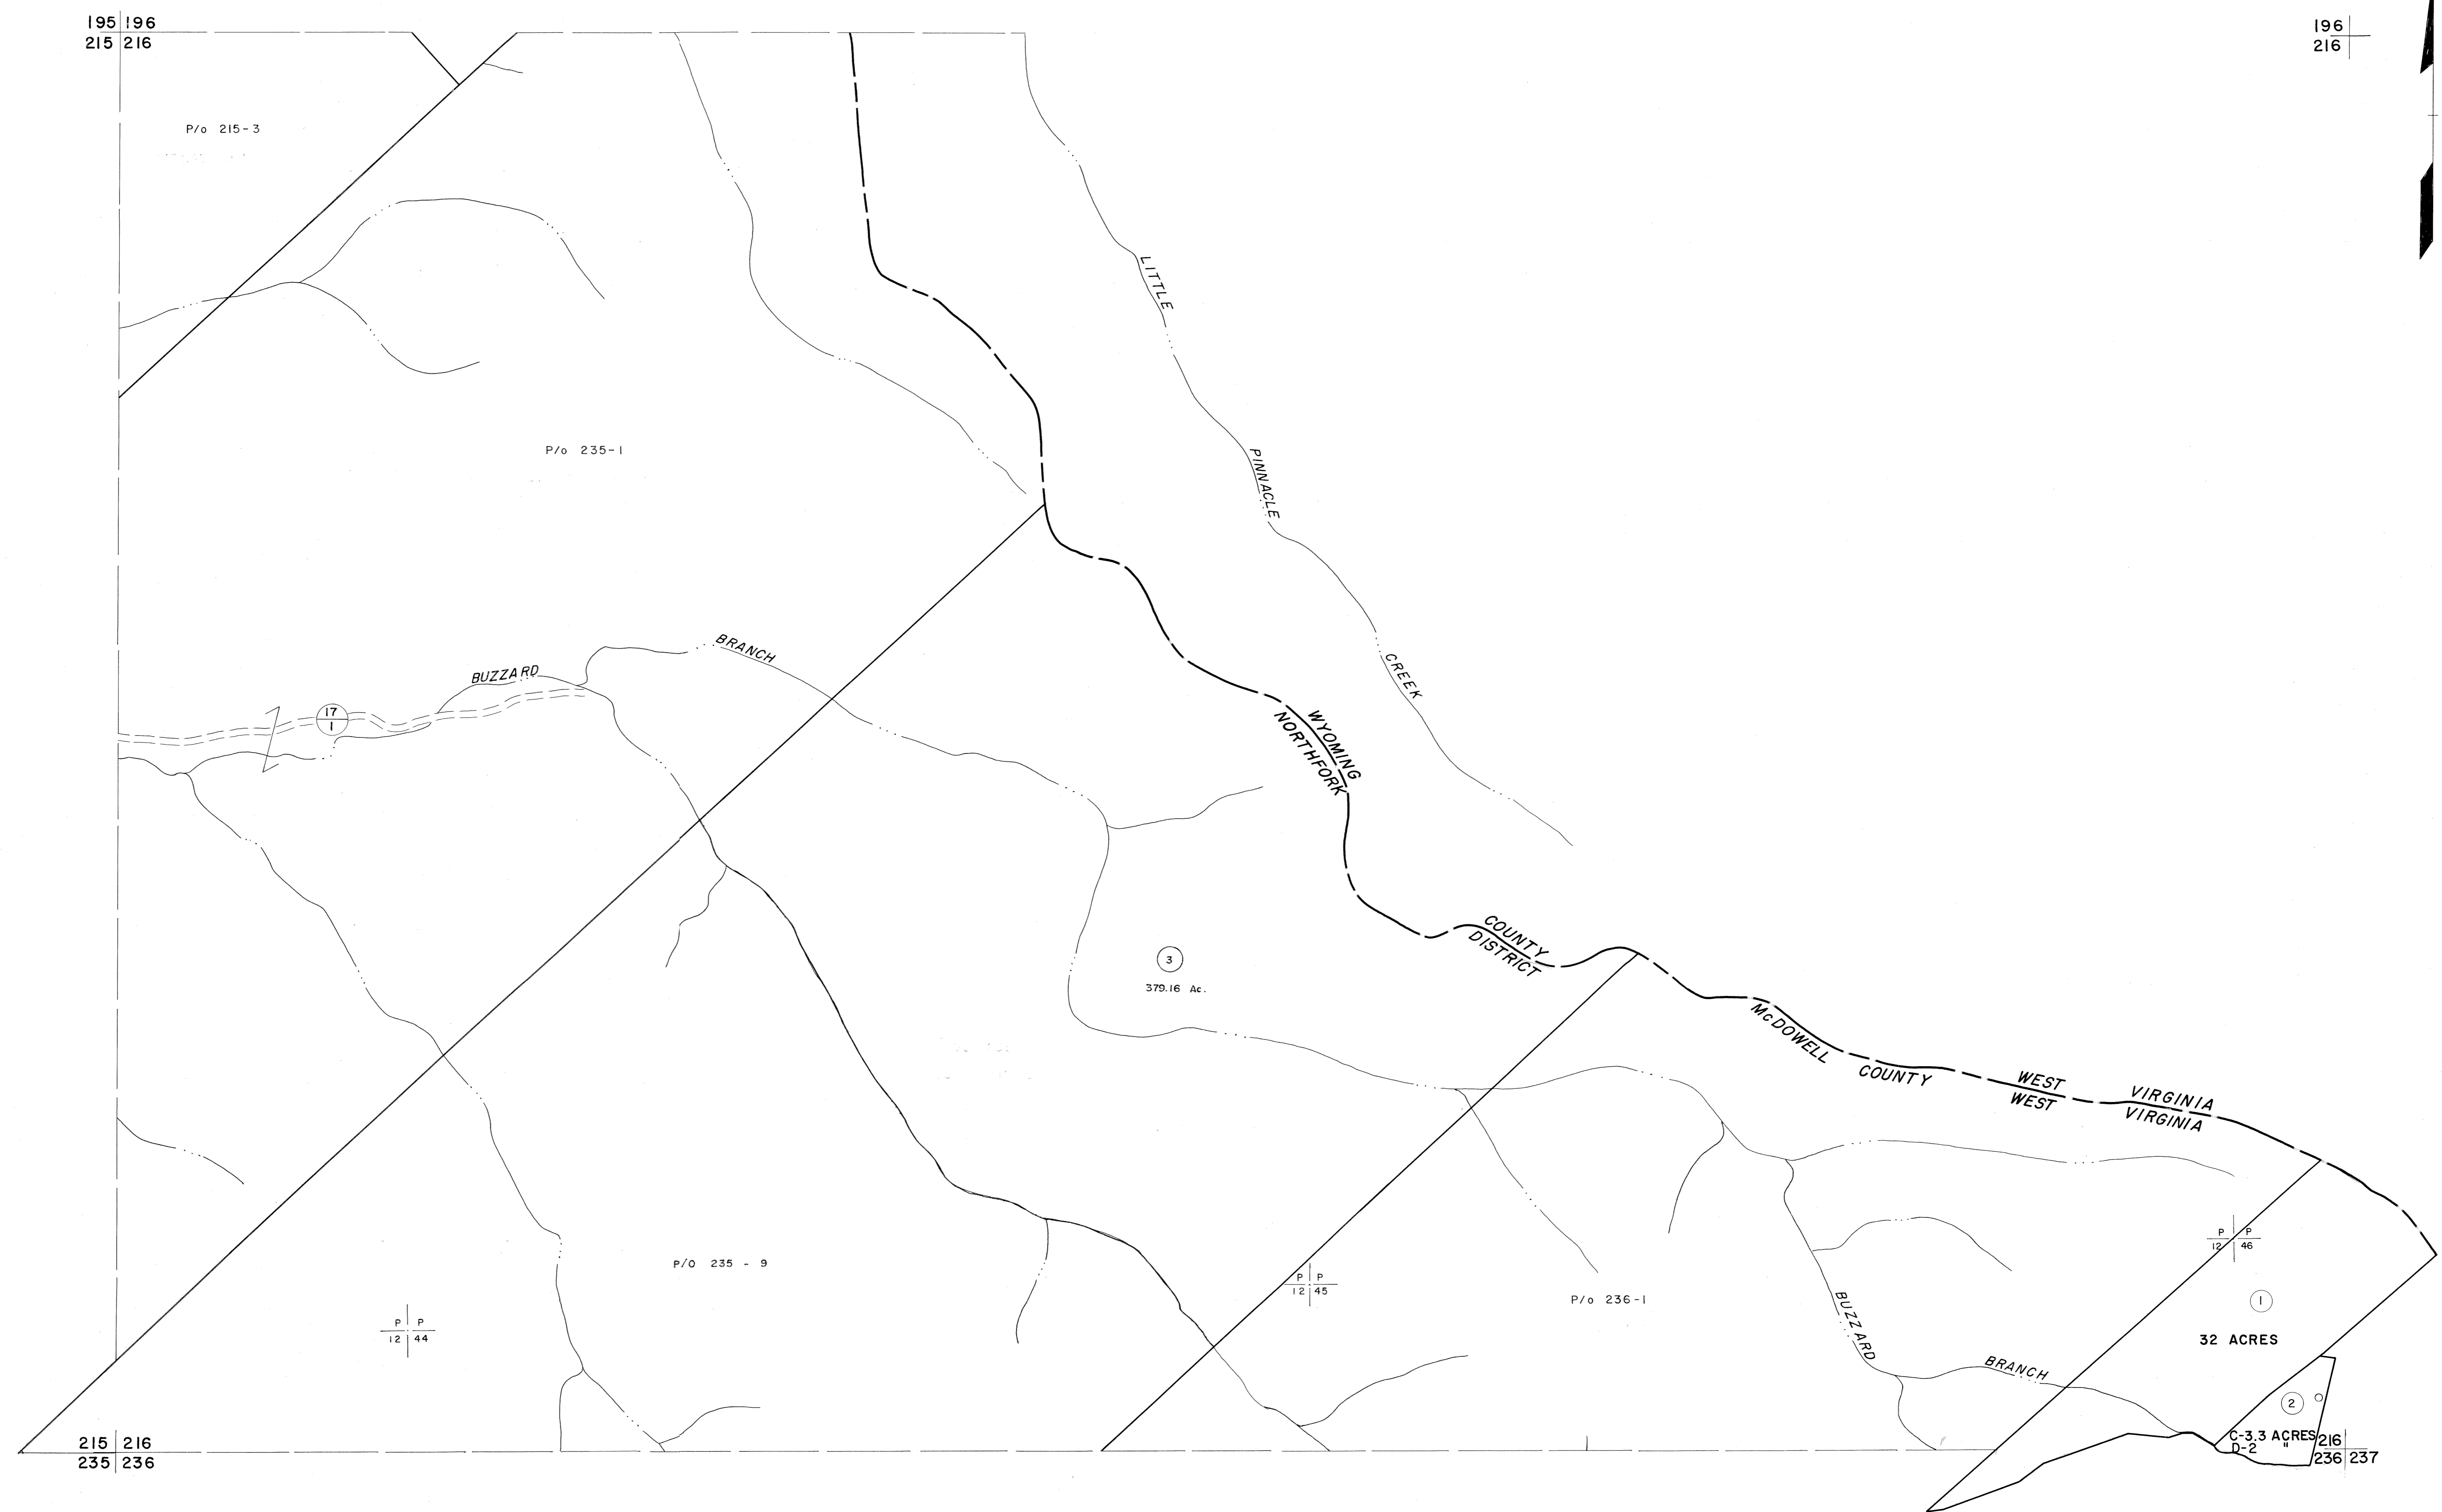 195 196
215 216
196
216
P/o 215-3
LITTLE
PINNACLE
CREEK
P/o 235-1
BUZZARD
BRANCH
17
1
WYOMING
NORTHFORK
COUNTY
DISTRICT
3
379.16 Ac.
McDOWELL
COUNTY
WEST
VIRGINIA
WEST
VIRGINIA
P/O 235 - 9
P P
12 44
P P
12 45
P/o 236-1
P P
12 46
BUZZARD
BRANCH
1
32 ACRES
2
C-3.3 ACRES
D-2 "
215 216
235 236
216
236 237